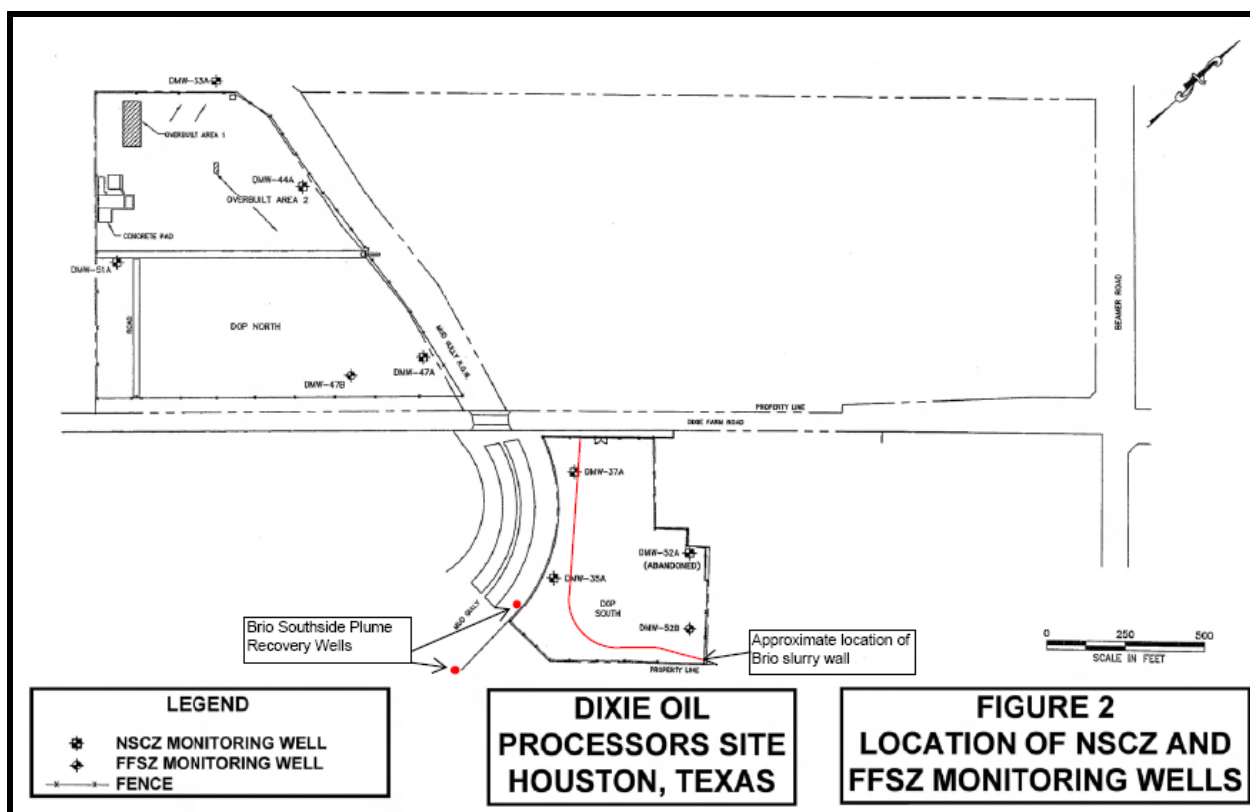 DMW-53A
OVERBUILT AREA 1
DMW-44A
OVERBUILT AREA 2
CONCRETE PAD
DMW-51A
ROAD
DOP NORTH
MUD GULLY R.O.W.
DMW-47A
DMW-47B
BEAMER ROAD
PROPERTY LINE
DIXIE FARM ROAD
DMW-37A
DMW-52A
(ABANDONED)
DMW-35A
DOP
SOUTH
DMW-52B
MUD GULLY
PROPERTY LINE
Brio Southside Plume
Recovery Wells
Approximate location of
Brio slurry wall
0 250 500
SCALE IN FEET
LEGEND
NSCZ MONITORING WELL
FFSZ MONITORING WELL
FENCE
DIXIE OIL
PROCESSORS SITE
HOUSTON, TEXAS
FIGURE 2
LOCATION OF NSCZ AND
FFSZ MONITORING WELLS